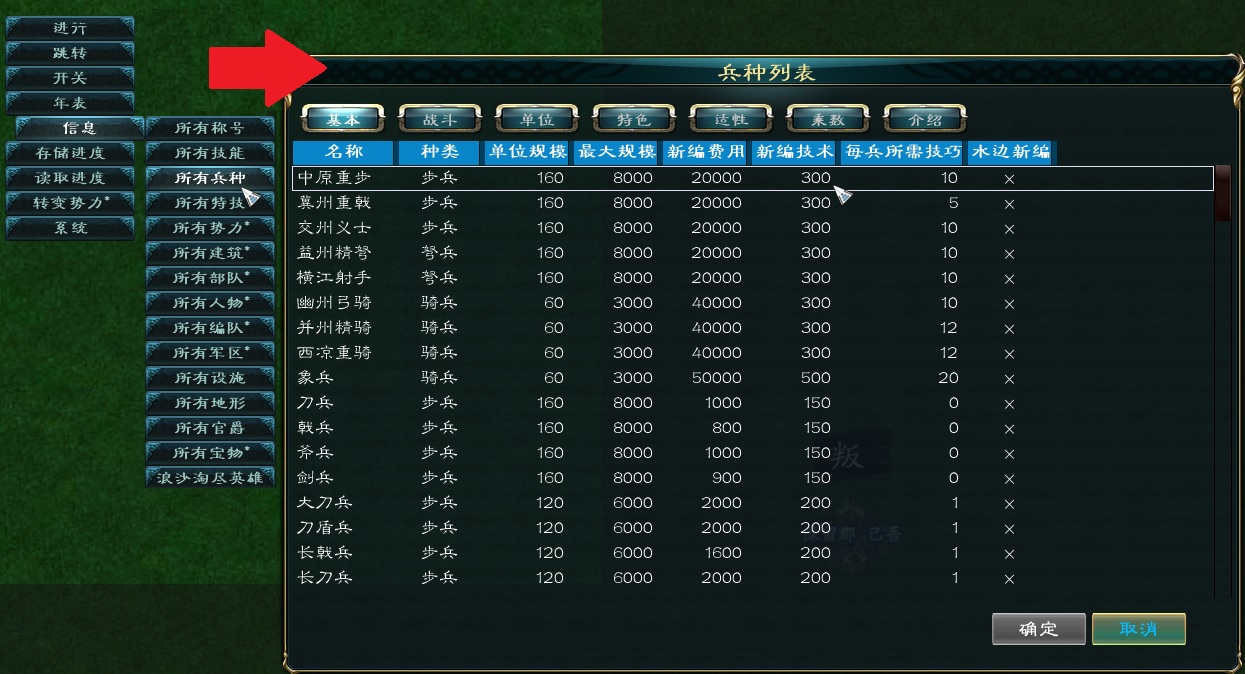 进行
跳转
开关
年表
信息
存储进度
读取进度
转变势力*
系统
所有称号
所有技能
所有兵种
所有特技
所有势力*
所有建筑*
所有部队*
所有人物*
所有编队*
所有军区*
所有设施
所有地形
所有官爵
所有宝物*
浪沙淘尽英雄
兵种列表
基本 战斗 单位 特色 适性 乘数 介绍
名称 种类 单位规模 最大规模 新编费用 新编技术 每兵所需技巧 水边新编
中原重步 步兵 160 8000 20000 300 10 ×
冀州重戟 步兵 160 8000 20000 300 5 ×
交州义士 步兵 160 8000 20000 300 10 ×
益州精弩 弩兵 160 8000 20000 300 10 ×
横江射手 弩兵 160 8000 20000 300 10 ×
幽州弓骑 骑兵 60 3000 40000 300 10 ×
并州精骑 骑兵 60 3000 40000 300 12 ×
西凉重骑 骑兵 60 3000 40000 300 12 ×
象兵 骑兵 60 3000 50000 500 20 ×
刀兵 步兵 160 8000 1000 150 0 ×
戟兵 步兵 160 8000 800 150 0 ×
斧兵 步兵 160 8000 1000 150 0 ×
剑兵 步兵 160 8000 900 150 0 ×
大刀兵 步兵 120 6000 2000 200 1 ×
刀盾兵 步兵 120 6000 2000 200 1 ×
长戟兵 步兵 120 6000 1600 200 1 ×
长刀兵 步兵 120 6000 2000 200 1 ×
叛
确定 取消